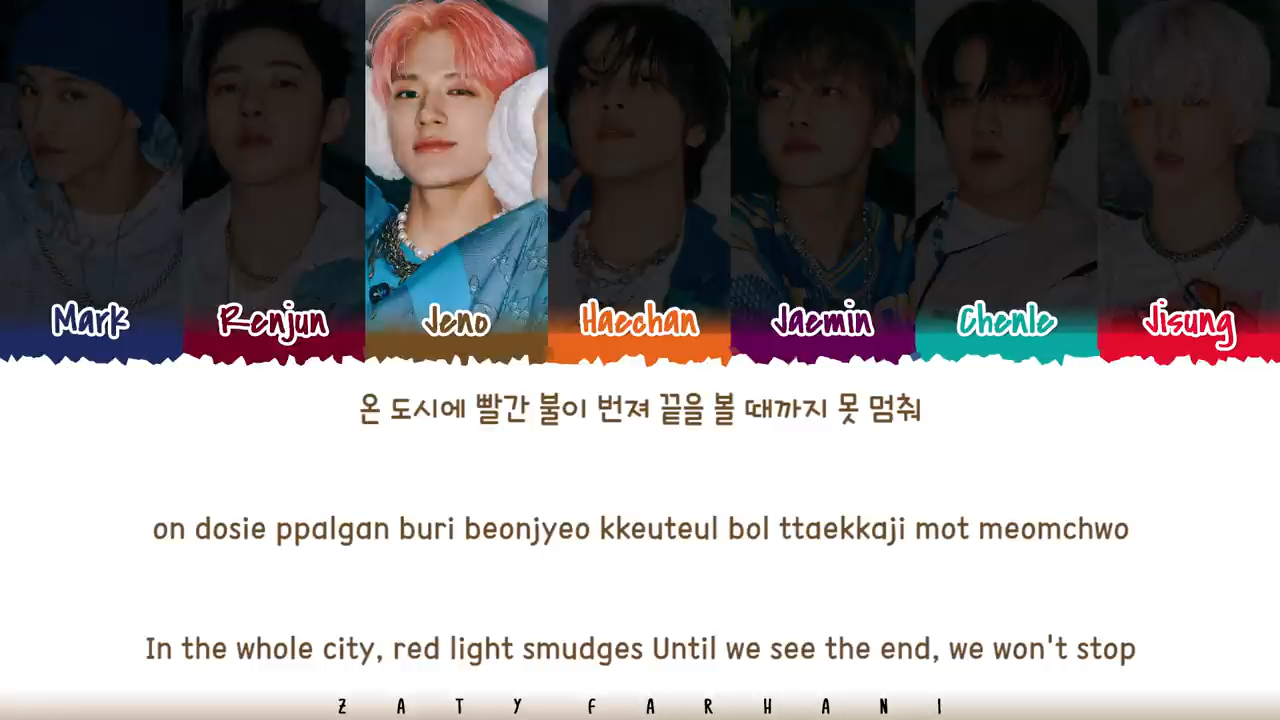 Mark Renjun Jeno Haechan Jaemin Chenle Jisung
온 도시에 빨간 불이 번져 끝을 볼 때까지 못 멈춰
on dosie ppalgan buri beonjyeo kkeuteul bol ttaekkaji mot meomchwo
In the whole city, red light smudges Until we see the end, we won't stop
ZATY FARHANI